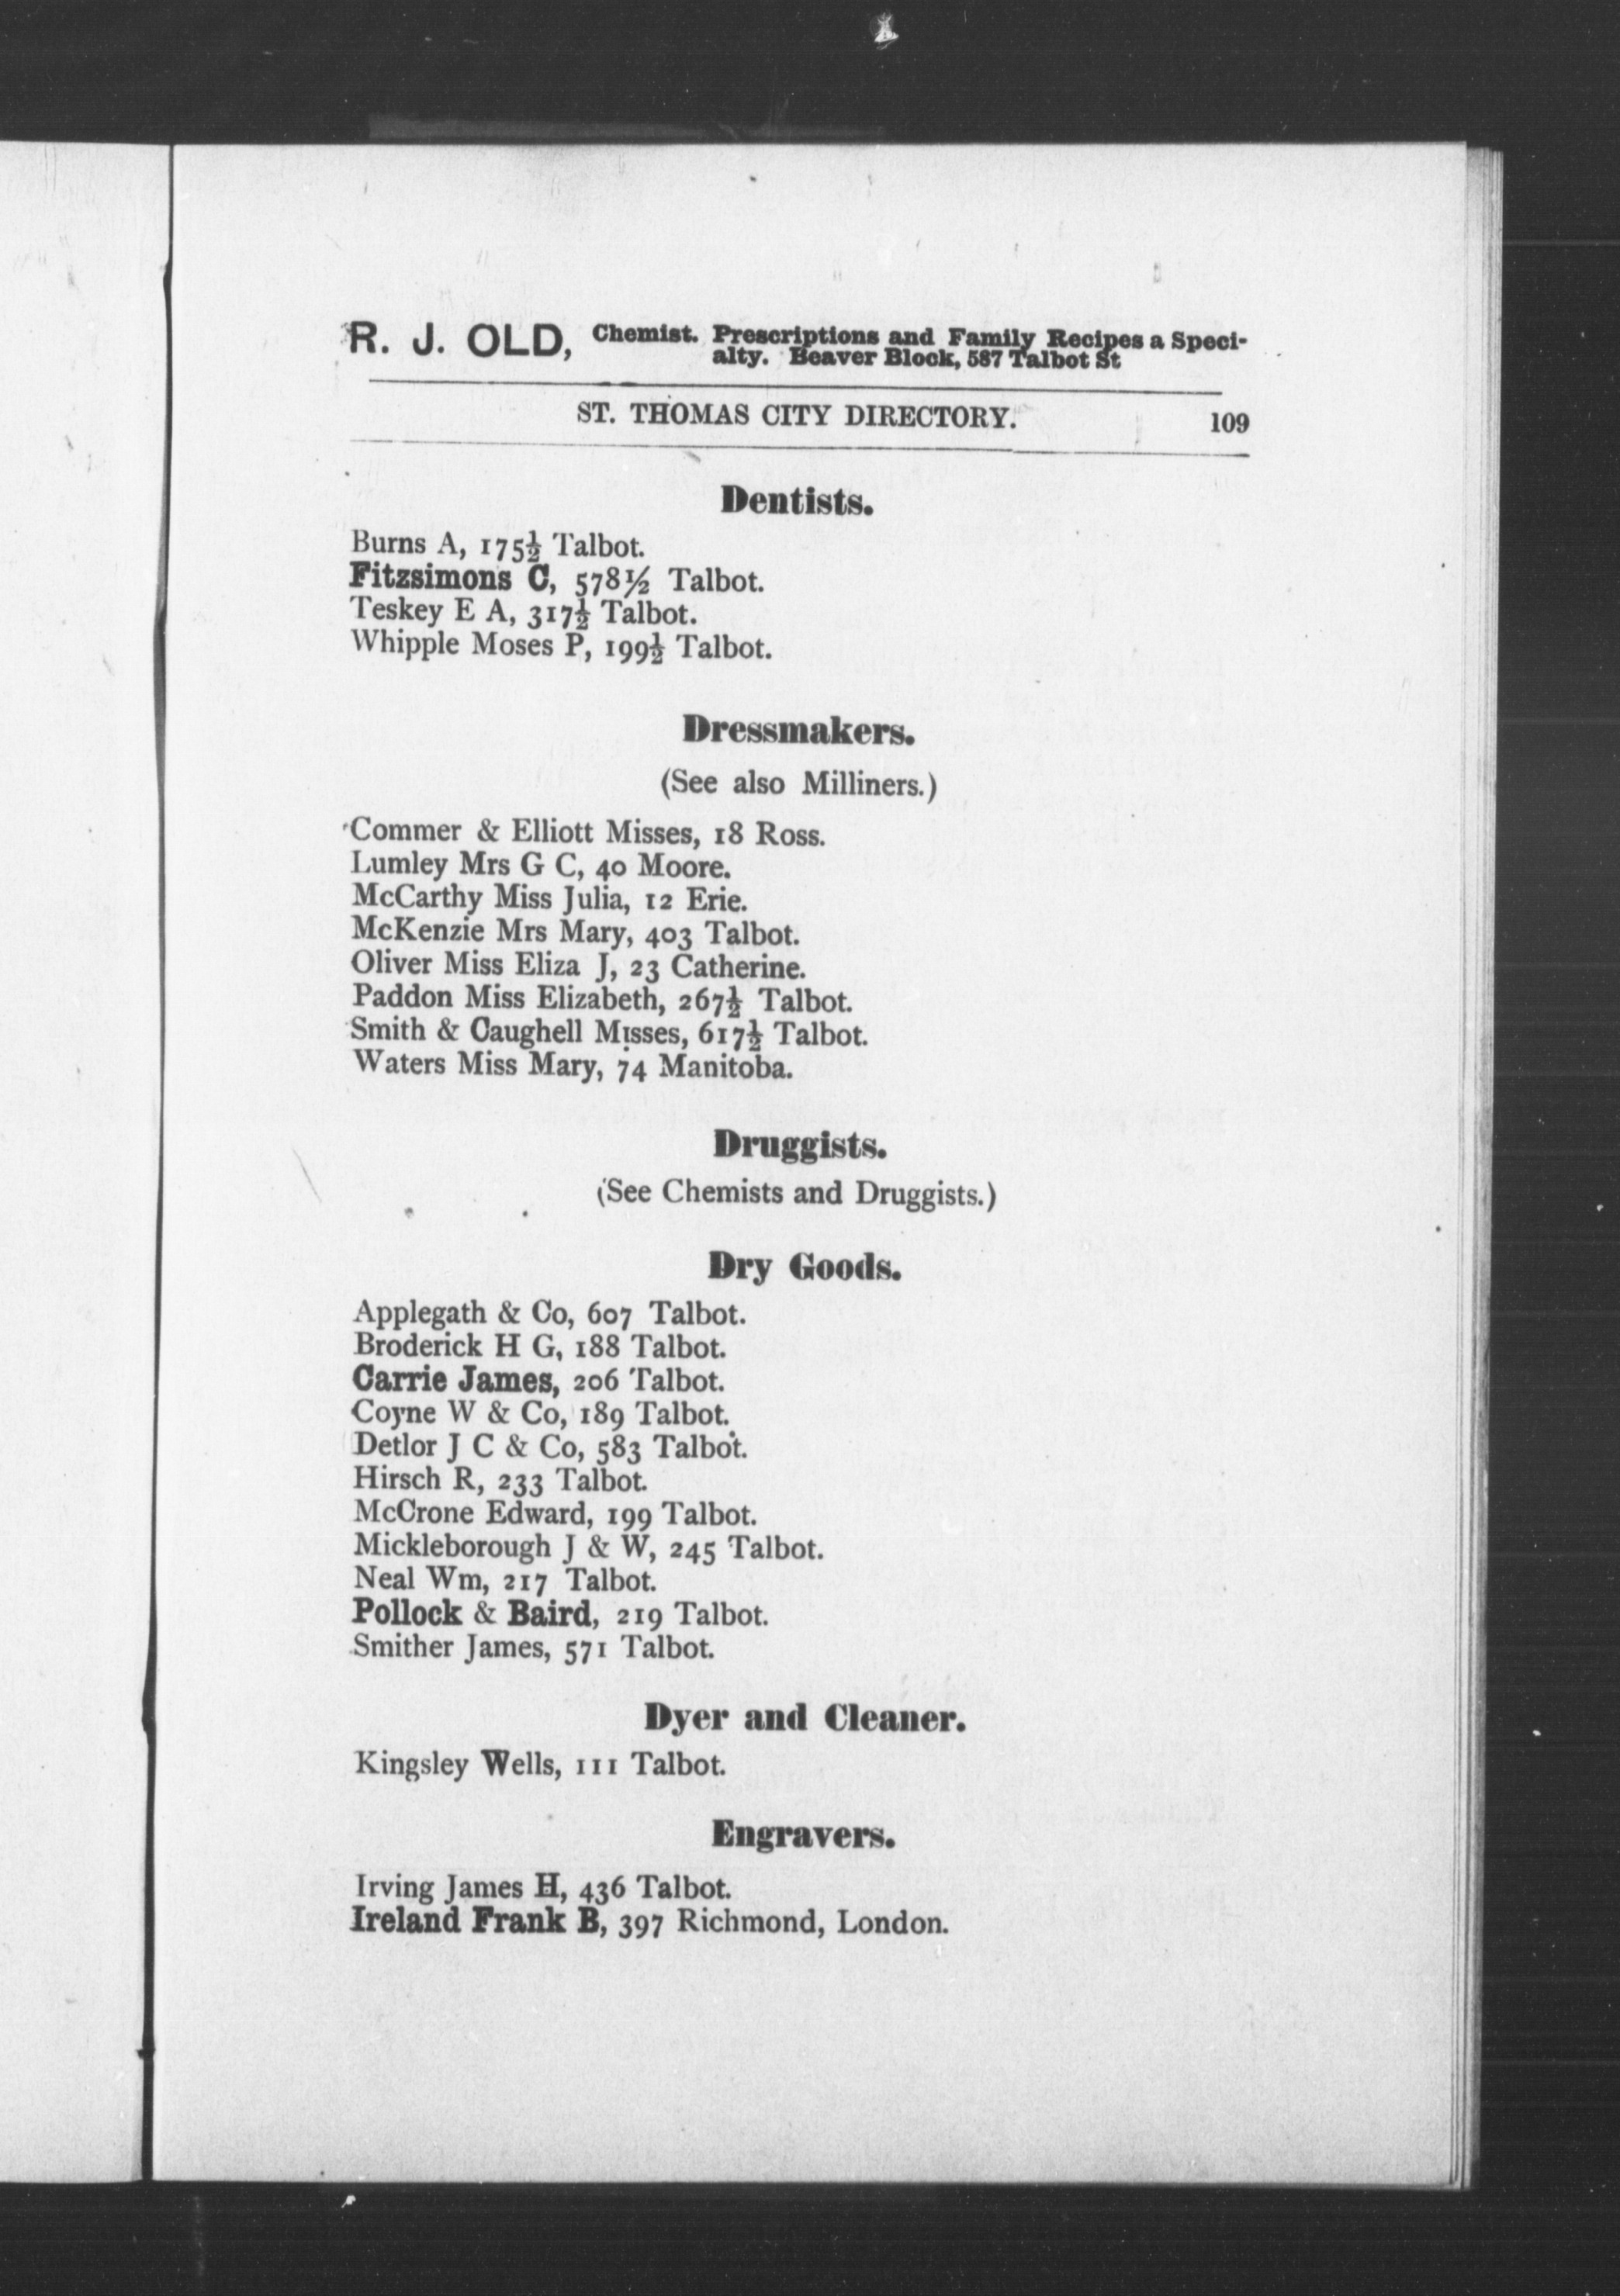 R. J. OLD, Chemist. Prescriptions and Family Recipes a Speci-
alty. Beaver Block, 587 Talbot St
ST. THOMAS CITY DIRECTORY. 109
Dentists.
Burns A, 175½ Talbot.
Fitzsimons C, 578½ Talbot.
Teskey E A, 317½ Talbot.
Whipple Moses P, 199½ Talbot.
Dressmakers.
(See also Milliners.)
Commer & Elliott Misses, 18 Ross.
Lumley Mrs G C, 40 Moore.
McCarthy Miss Julia, 12 Erie.
McKenzie Mrs Mary, 403 Talbot.
Oliver Miss Eliza J, 23 Catherine.
Paddon Miss Elizabeth, 267½ Talbot.
Smith & Caughell Misses, 617½ Talbot.
Waters Miss Mary, 74 Manitoba.
Druggists.
(See Chemists and Druggists.)
Dry Goods.
Applegath & Co, 607 Talbot.
Broderick H G, 188 Talbot.
Carrie James, 206 Talbot.
Coyne W & Co, 189 Talbot.
Detlor J C & Co, 583 Talbot.
Hirsch R, 233 Talbot.
McCrone Edward, 199 Talbot.
Mickleborough J & W, 245 Talbot.
Neal Wm, 217 Talbot.
Pollock & Baird, 219 Talbot.
Smither James, 571 Talbot.
Dyer and Cleaner.
Kingsley Wells, 111 Talbot.
Engravers.
Irving James H, 436 Talbot.
Ireland Frank B, 397 Richmond, London.